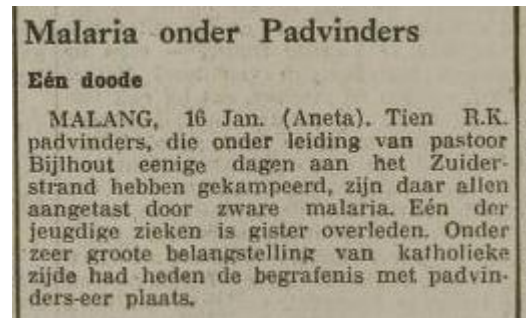 Malaria onder Padvinders
Eén doode
MALANG, 16 Jan. (Aneta). Tien R.K.
padvinders, die onder leiding van pastoor
Bijlhout eenige dagen aan het Zuider-
strand hebben gekampeerd, zijn daar allen
aangetast door zware malaria. Eén der
jeugdige zieken is gister overleden. Onder
zeer groote belangstelling van katholieke
zijde had heden de begrafenis met padvin-
ders-eer plaats.